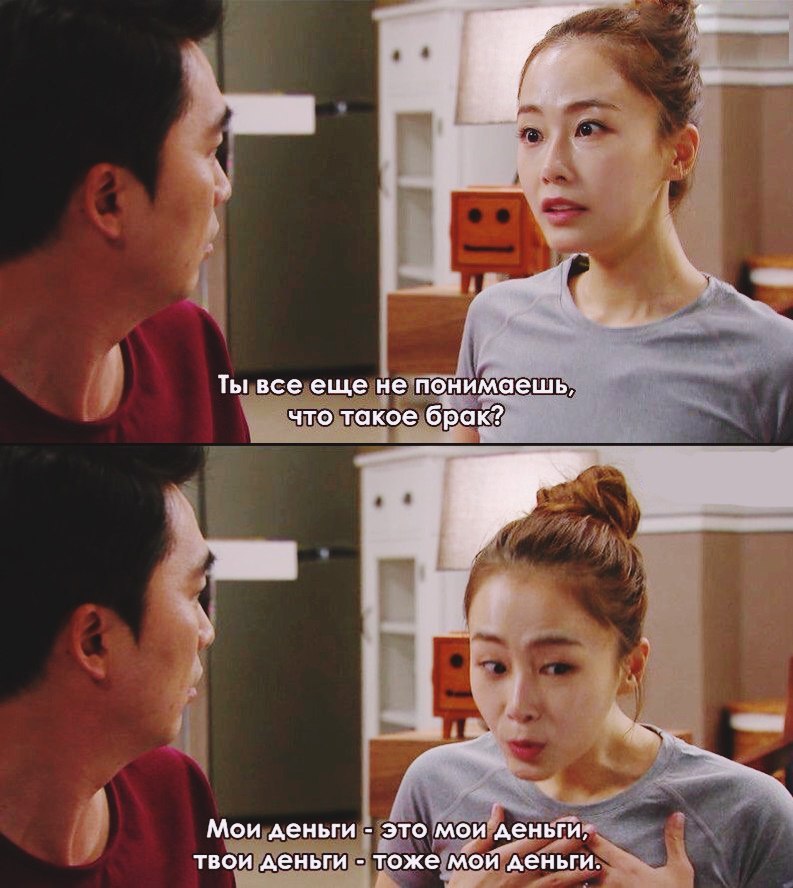 Ты все еще не понимаешь,
что такое брак?
Мои деньги - это мои деньги,
твои деньги - тоже мои деньги.